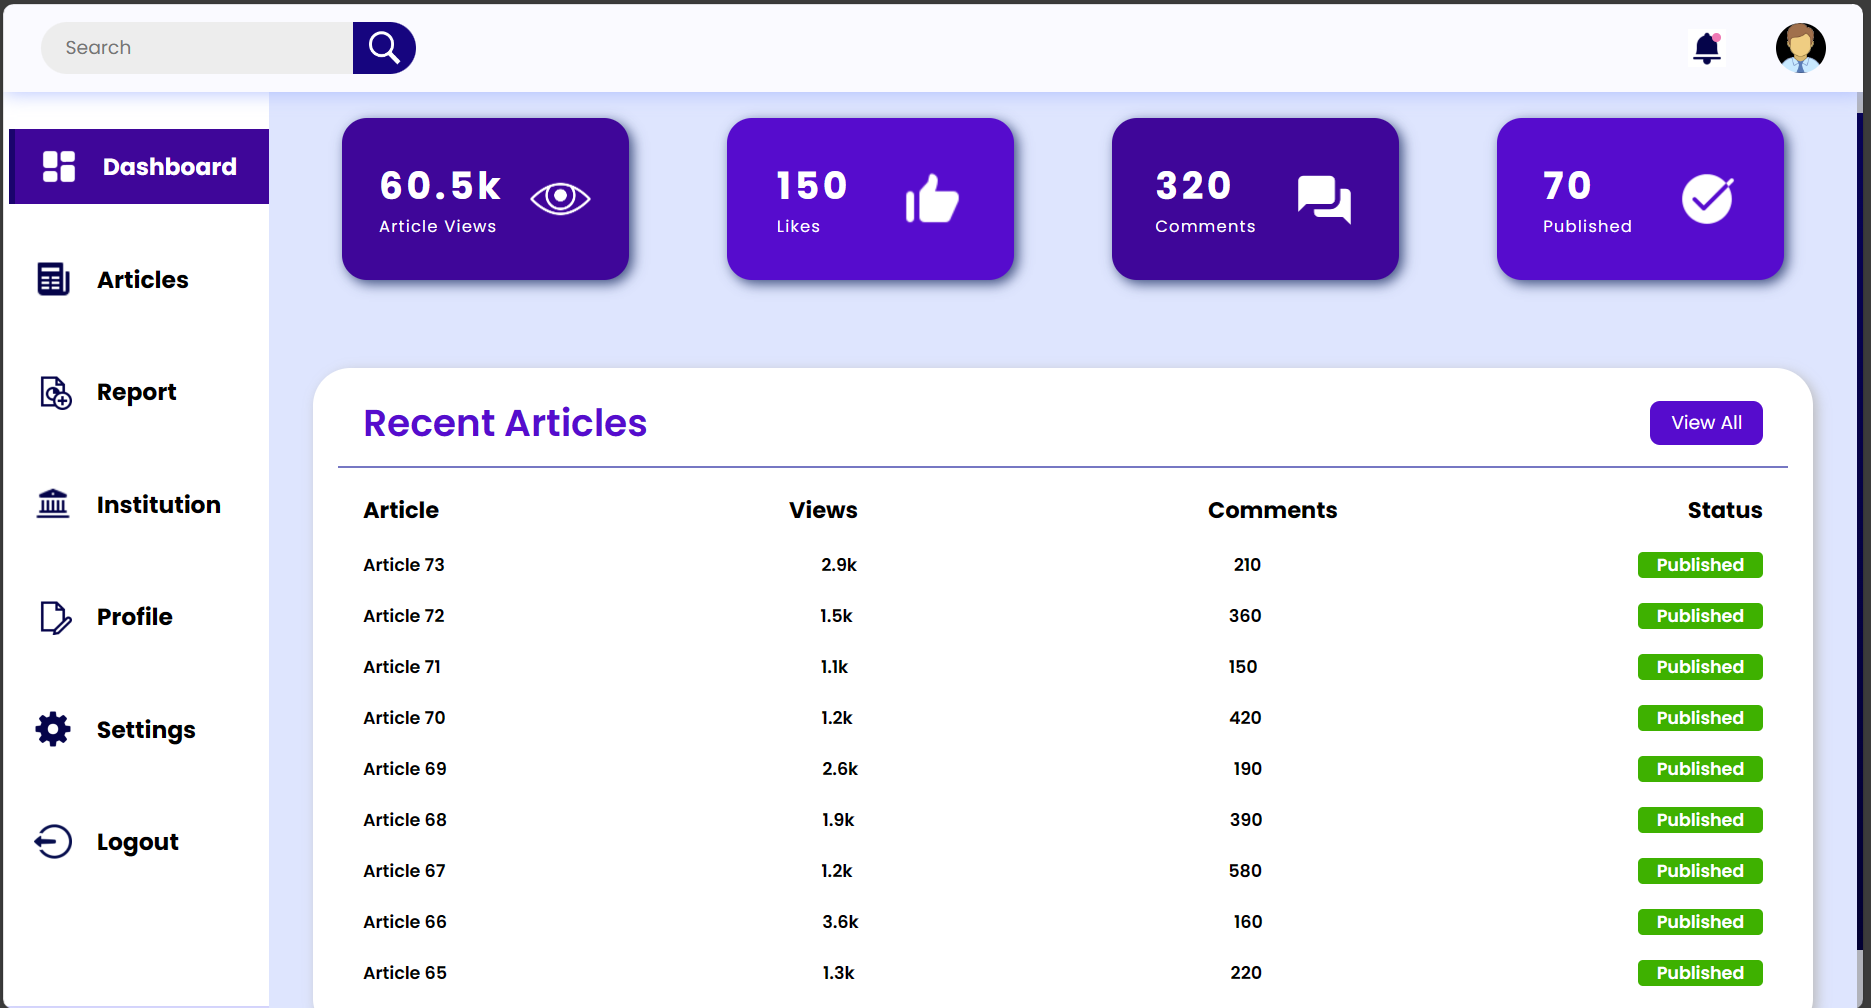 Search
Dashboard
Articles
Report
Institution
Profile
Settings
Logout
60.5k
Article Views
150
Likes
320
Comments
70
Published
Recent Articles
View All
Article Views Comments Status
Article 73 2.9k 210 Published
Article 72 1.5k 360 Published
Article 71 1.1k 150 Published
Article 70 1.2k 420 Published
Article 69 2.6k 190 Published
Article 68 1.9k 390 Published
Article 67 1.2k 580 Published
Article 66 3.6k 160 Published
Article 65 1.3k 220 Published